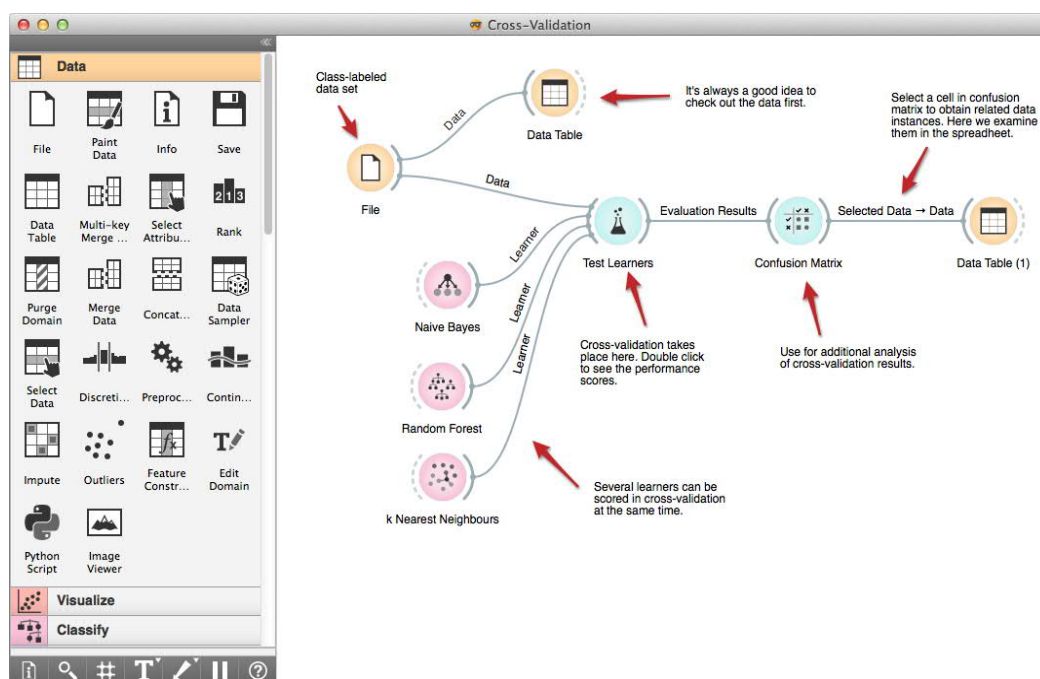 Cross-Validation
Data
File
Paint
Data
Info
Save
Data
Table
Multi-key
Merge ...
Select
Attribu...
Rank
Purge
Domain
Merge
Data
Concat...
Data
Sampler
Select
Data
Discreti...
Preproc...
Contin...
Impute
Outliers
Feature
Constr...
Edit
Domain
Python
Script
Image
Viewer
Visualize
Classify
Class-labeled
data set
File
Data
Data Table
It's always a good idea to
check out the data first.
Data
Learner
Learner
Learner
Naive Bayes
Random Forest
k Nearest Neighbours
Test Learners
Cross-validation takes
place here. Double click
to see the performance
scores.
Several learners can be
scored in cross-validation
at the same time.
Evaluation Results
Confusion Matrix
Use for additional analysis
of cross-validation results.
Select a cell in confusion
matrix to obtain related data
instances. Here we examine
them in the spreadheet.
Selected Data → Data
Data Table (1)